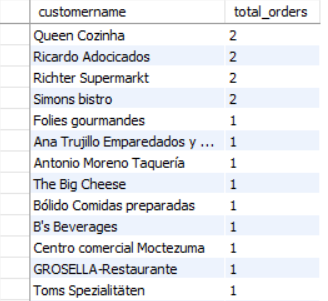 customername total_orders
Queen Cozinha 2
Ricardo Adocicados 2
Richter Supermarkt 2
Simons bistro 2
Folies gourmandes 1
Ana Trujillo Emparedados y ... 1
Antonio Moreno Taquería 1
The Big Cheese 1
Bólido Comidas preparadas 1
B's Beverages 1
Centro comercial Moctezuma 1
GROSELLA-Restaurante 1
Toms Spezialitäten 1